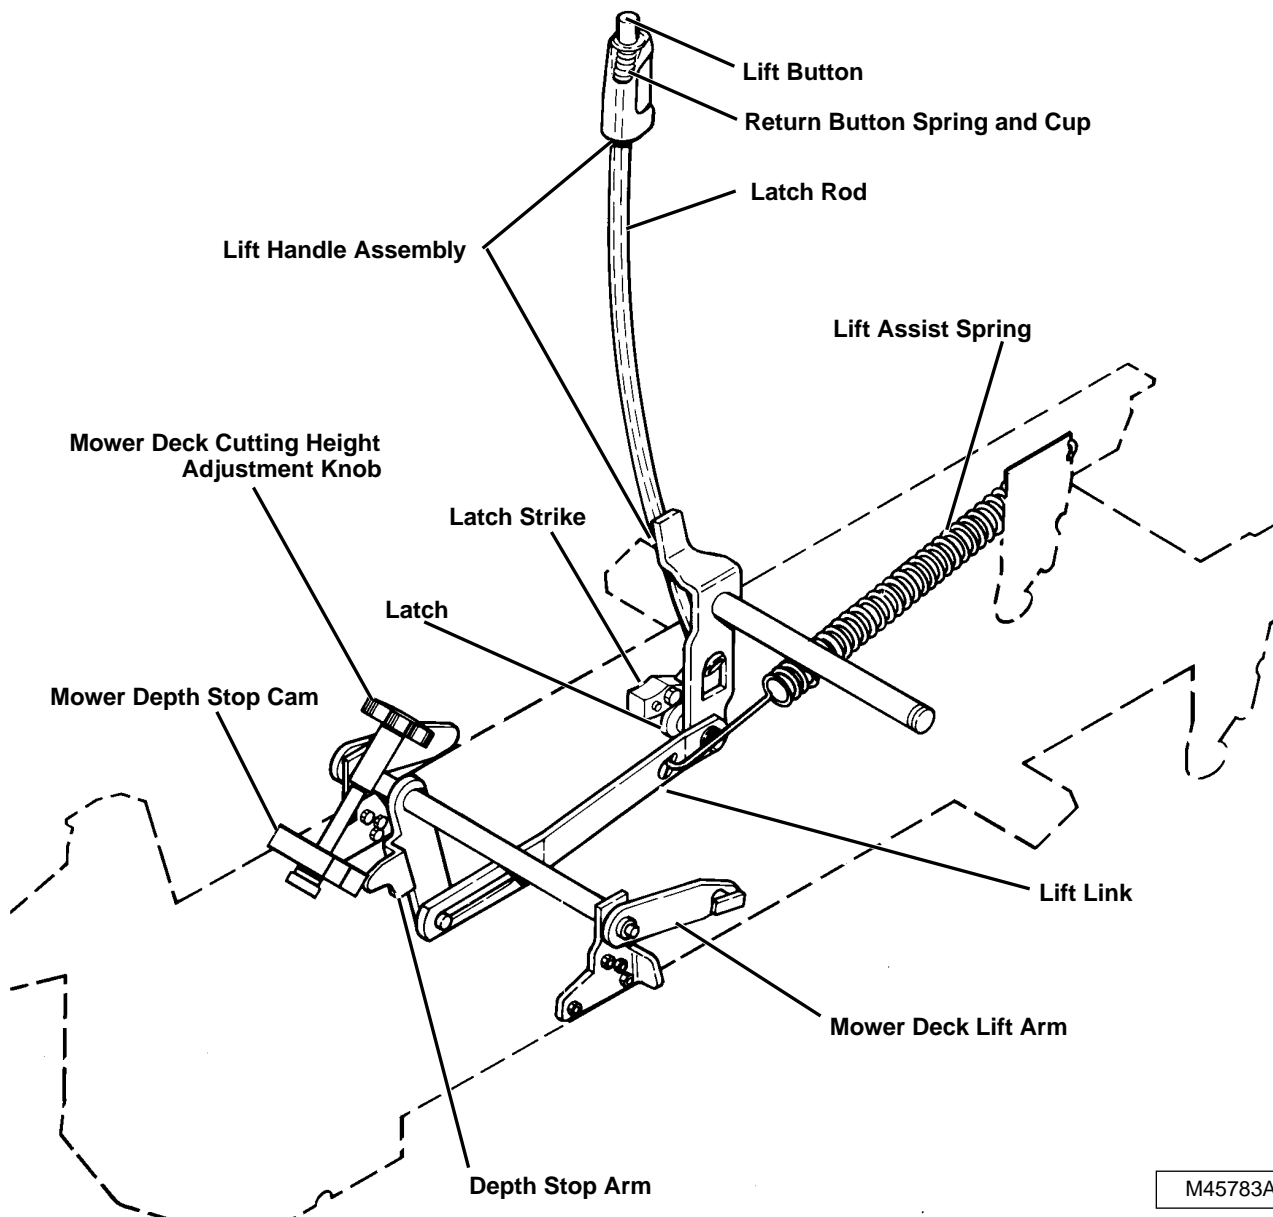 Lift Button
Return Button Spring and Cup
Latch Rod
Lift Handle Assembly
Lift Assist Spring
Mower Deck Cutting Height
Adjustment Knob
Latch Strike
Latch
Mower Depth Stop Cam
Lift Link
Mower Deck Lift Arm
Depth Stop Arm
M45783A